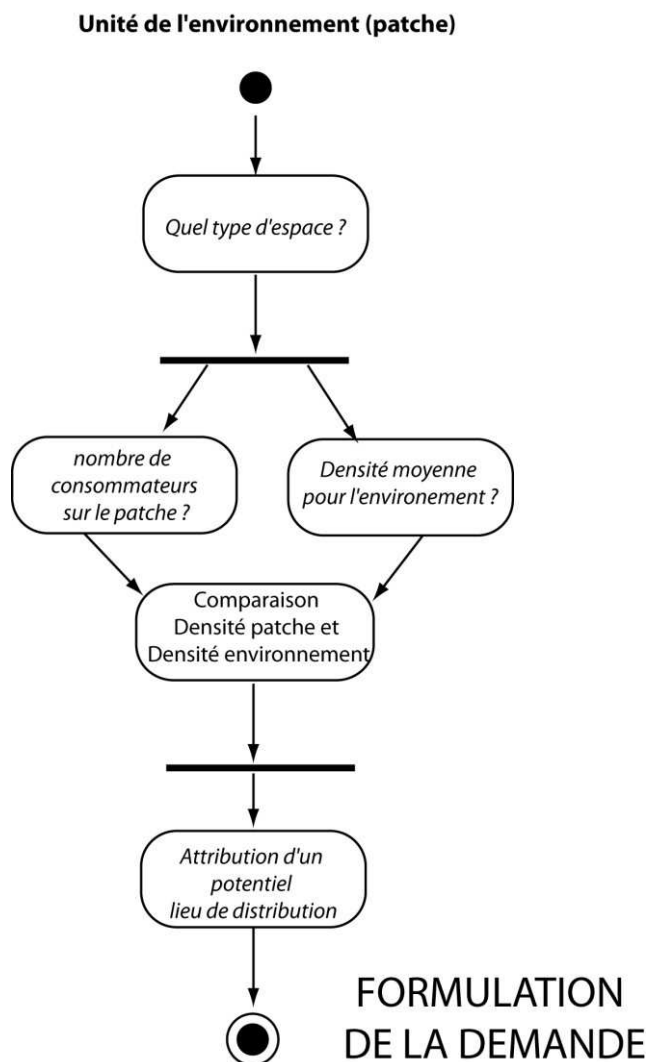 Unité de l'environnement (patche)
Quel type d'espace ?
nombre de
consommateurs
sur le patche ?
Densité moyenne
pour l'environement ?
Comparaison
Densité patche et
Densité environnement
Attribution d'un
potentiel
lieu de distribution
FORMULATION
DE LA DEMANDE